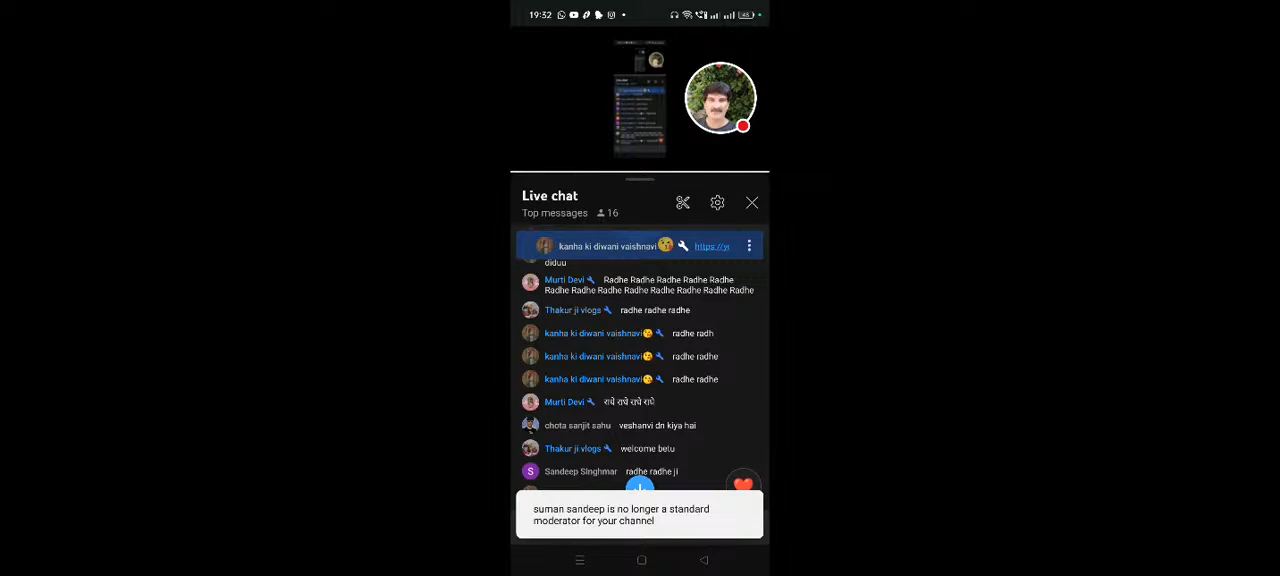 19:32
Live chat
Top messages 16
kanha ki diwani vaishnavi😘 https://y
diduu
Murti Devi Radhe Radhe Radhe Radhe Radhe
Radhe Radhe Radhe Radhe Radhe Radhe Radhe Radhe
Thakur ji vlogs radhe radhe radhe
kanha ki diwani vaishnavi😘 radhe radh
kanha ki diwani vaishnavi😘 radhe radhe
kanha ki diwani vaishnavi😘 radhe radhe
Murti Devi राधे राधे राधे राधे
chota sanjit sahu veshanvi dn kiya hai
Thakur ji vlogs welcome betu
S Sandeep SInghmar radhe radhe ji
suman sandeep is no longer a standard
moderator for your channel